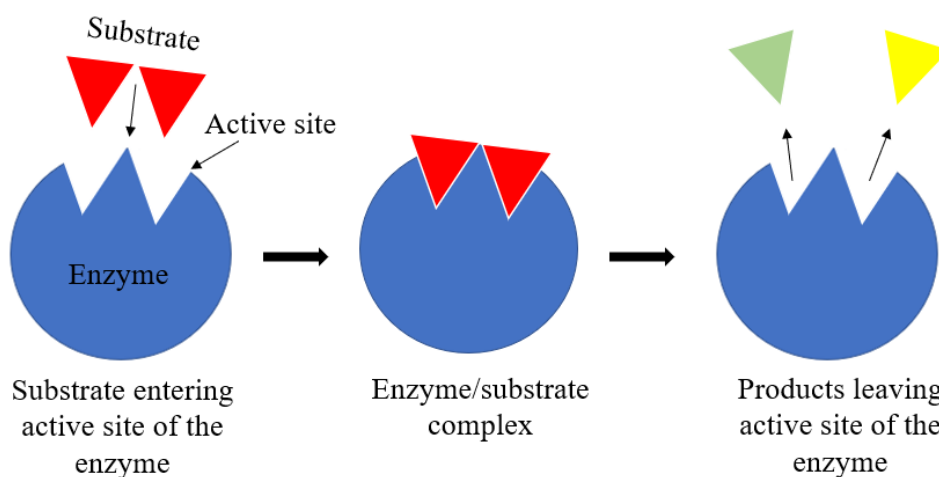 Substrate
Active site
Enzyme
Substrate entering
active site of the
enzyme
Enzyme/substrate
complex
Products leaving
active site of the
enzyme